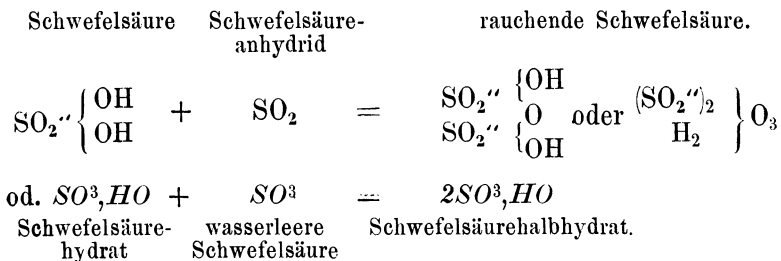 Schwefelsäure Schwefelsäure- rauchende Schwefelsäure.
anhydrid
SO₂″ { OH OH + SO₂ = SO₂″ SO₂″ { OH O { OH oder (SO₂″)₂ H₂ } O₃
od. SO³,HO + SO³ = 2SO³,HO
Schwefelsäure- wasserleere Schwefelsäurehalbhydrat.
hydrat Schwefelsäure